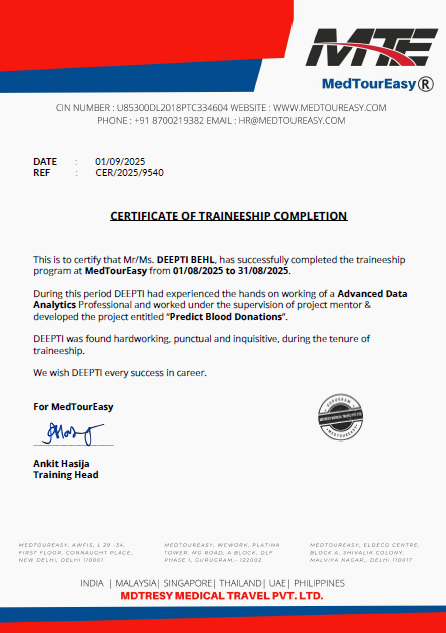 MTE
MedTourEasy®
CIN NUMBER : U85300DL2018PTC334604 WEBSITE : WWW.MEDTOUREASY.COM
PHONE : +91 8700219382 EMAIL : HR@MEDTOUREASY.COM
DATE : 01/09/2025
REF : CER/2025/9540
CERTIFICATE OF TRAINEESHIP COMPLETION
This is to certify that Mr/Ms. DEEPTI BEHL, has successfully completed the traineeship
program at MedTourEasy from 01/08/2025 to 31/08/2025.
During this period DEEPTI had experienced the hands on working of a Advanced Data
Analytics Professional and worked under the supervision of project mentor &
developed the project entitled “Predict Blood Donations”.
DEEPTI was found hardworking, punctual and inquisitive, during the tenure of
traineeship.
We wish DEEPTI every success in career.
For MedTourEasy
GURUGRAM
MEDTOUREASY
Ankit Hasija
Training Head
MEDTOUREASY, AWFIS, L 29 -34,
FIRST FLOOR, CONNAUGHT PLACE,
NEW DELHI, DELHI 110001
MEDTOUREASY, WEWORK, PLATINA
TOWER, MG ROAD, A BLOCK, DLF
PHASE 1, GURUGRAM,- 122002
MEDTOUREASY, ELDECO CENTRE,
BLOCK A, SHIVALIK COLONY,
MALVIYA NAGAR,, DELHI 110017
INDIA | MALAYSIA| SINGAPORE| THAILAND| UAE| PHILIPPINES
MDTRESY MEDICAL TRAVEL PVT. LTD.